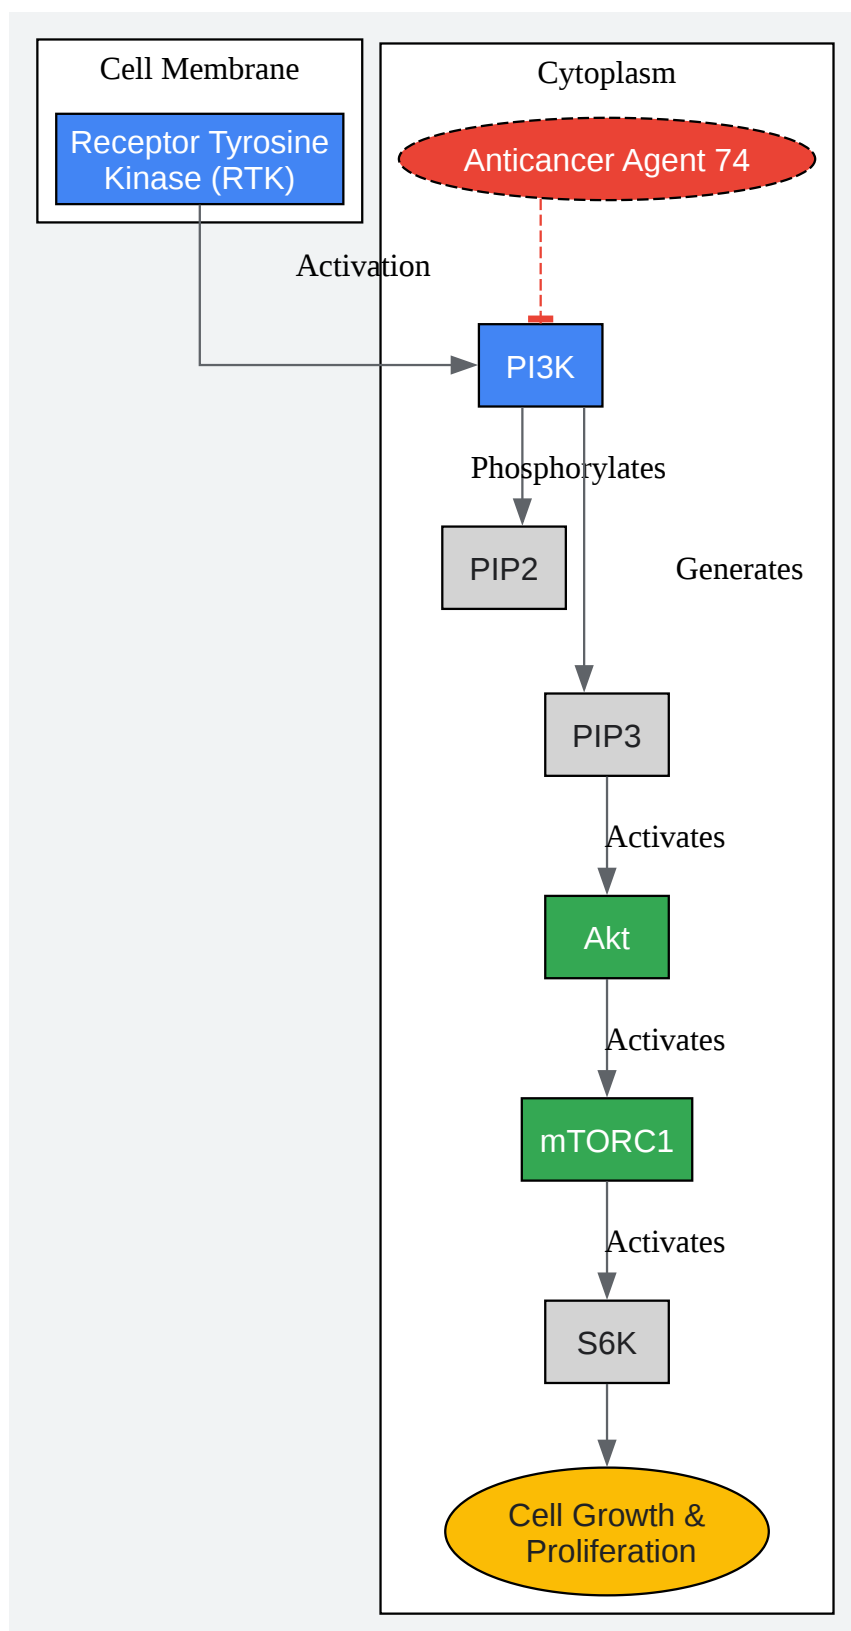 Cell Membrane
Receptor Tyrosine
Kinase (RTK)
Cytoplasm
Anticancer Agent 74
Activation
PI3K
Phosphorylates
PIP2
Generates
PIP3
Activates
Akt
Activates
mTORC1
Activates
S6K
Cell Growth &
Proliferation